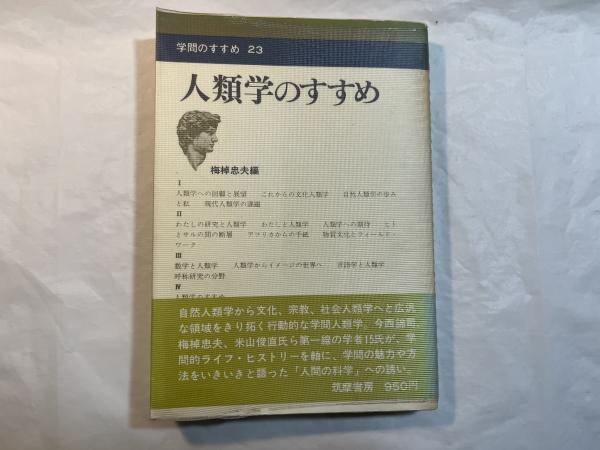 学問のすすめ 23
人類学のすすめ
梅棹忠夫編
I
人類学への回顧と展望 これからの文化人類学 自然人類学の歩み
と私 現代人類学の課題
II
わたしの研究と人類学 わたしと人類学 人類学への期待 ヒト
とサルの間の断層 アフリカからの手紙 物質文化とフィールド・
ワーク
III
数学と人類学 人類学からイメージの世界へ 言語学と人類学
呼称研究の分野
IV
人類学のすすめ
自然人類学から文化、宗教、社会人類学へと広汎
な領域をきり拓く行動的な学問人類学。今西錦司、
梅棹忠夫、米山俊直氏ら第一線の学者15氏が、学
問的ライフ・ヒストリーを軸に、学問の魅力や方
法をいきいきと語った「人間の科学」への誘い。
筑摩書房 950円